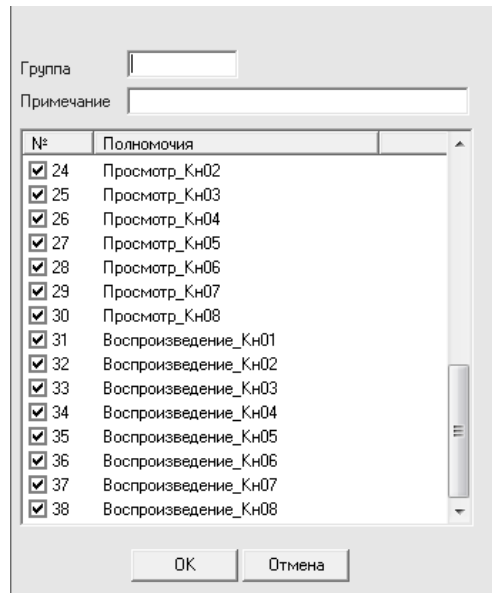 Группа
Примечание
№ Полномочия
24 Просмотр_Кн02
25 Просмотр_Кн03
26 Просмотр_Кн04
27 Просмотр_Кн05
28 Просмотр_Кн06
29 Просмотр_Кн07
30 Просмотр_Кн08
31 Воспроизведение_Кн01
32 Воспроизведение_Кн02
33 Воспроизведение_Кн03
34 Воспроизведение_Кн04
35 Воспроизведение_Кн05
36 Воспроизведение_Кн06
37 Воспроизведение_Кн07
38 Воспроизведение_Кн08
OK Отмена